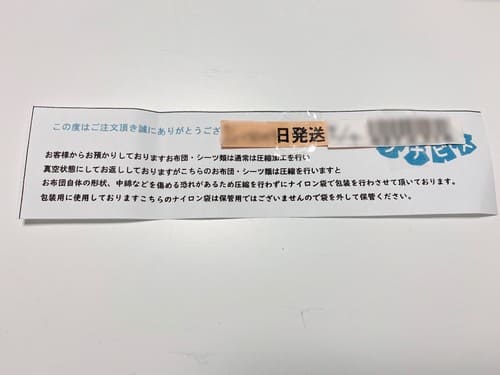 この度はご注文頂き誠にありがとうござ
日発送
お客様からお預かりしておりますお布団・シーツ類は通常は圧縮加工を行い
真空状態にてお返ししておりますがこちらのお布団・シーツ類は圧縮を行いますと
お布団自体の形状、中綿などを傷める恐れがあるため圧縮を行わずにナイロン袋で包装を行わさせて頂いております。
包装用に使用しておりますこちらのナイロン袋は保管用ではございませんので袋を外して保管ください。